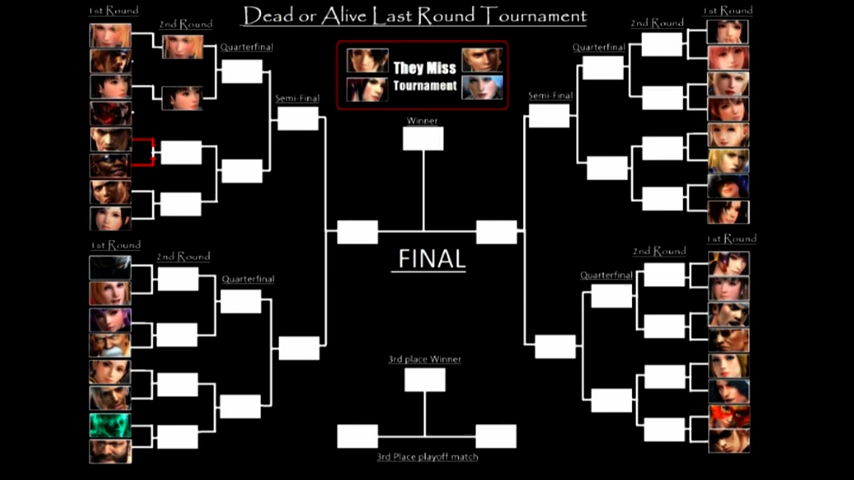 Dead or Alive Last Round Tournament
1st Round
2nd Round
Quarterfinal
Semi-Final
They Miss
Tournament
Winner
1st Round
2nd Round
Quarterfinal
Semi-Final
FINAL
1st Round
2nd Round
Quarterfinal
1st Round
2nd Round
Quarterfinal
3rd place Winner
3rd Place playoff match